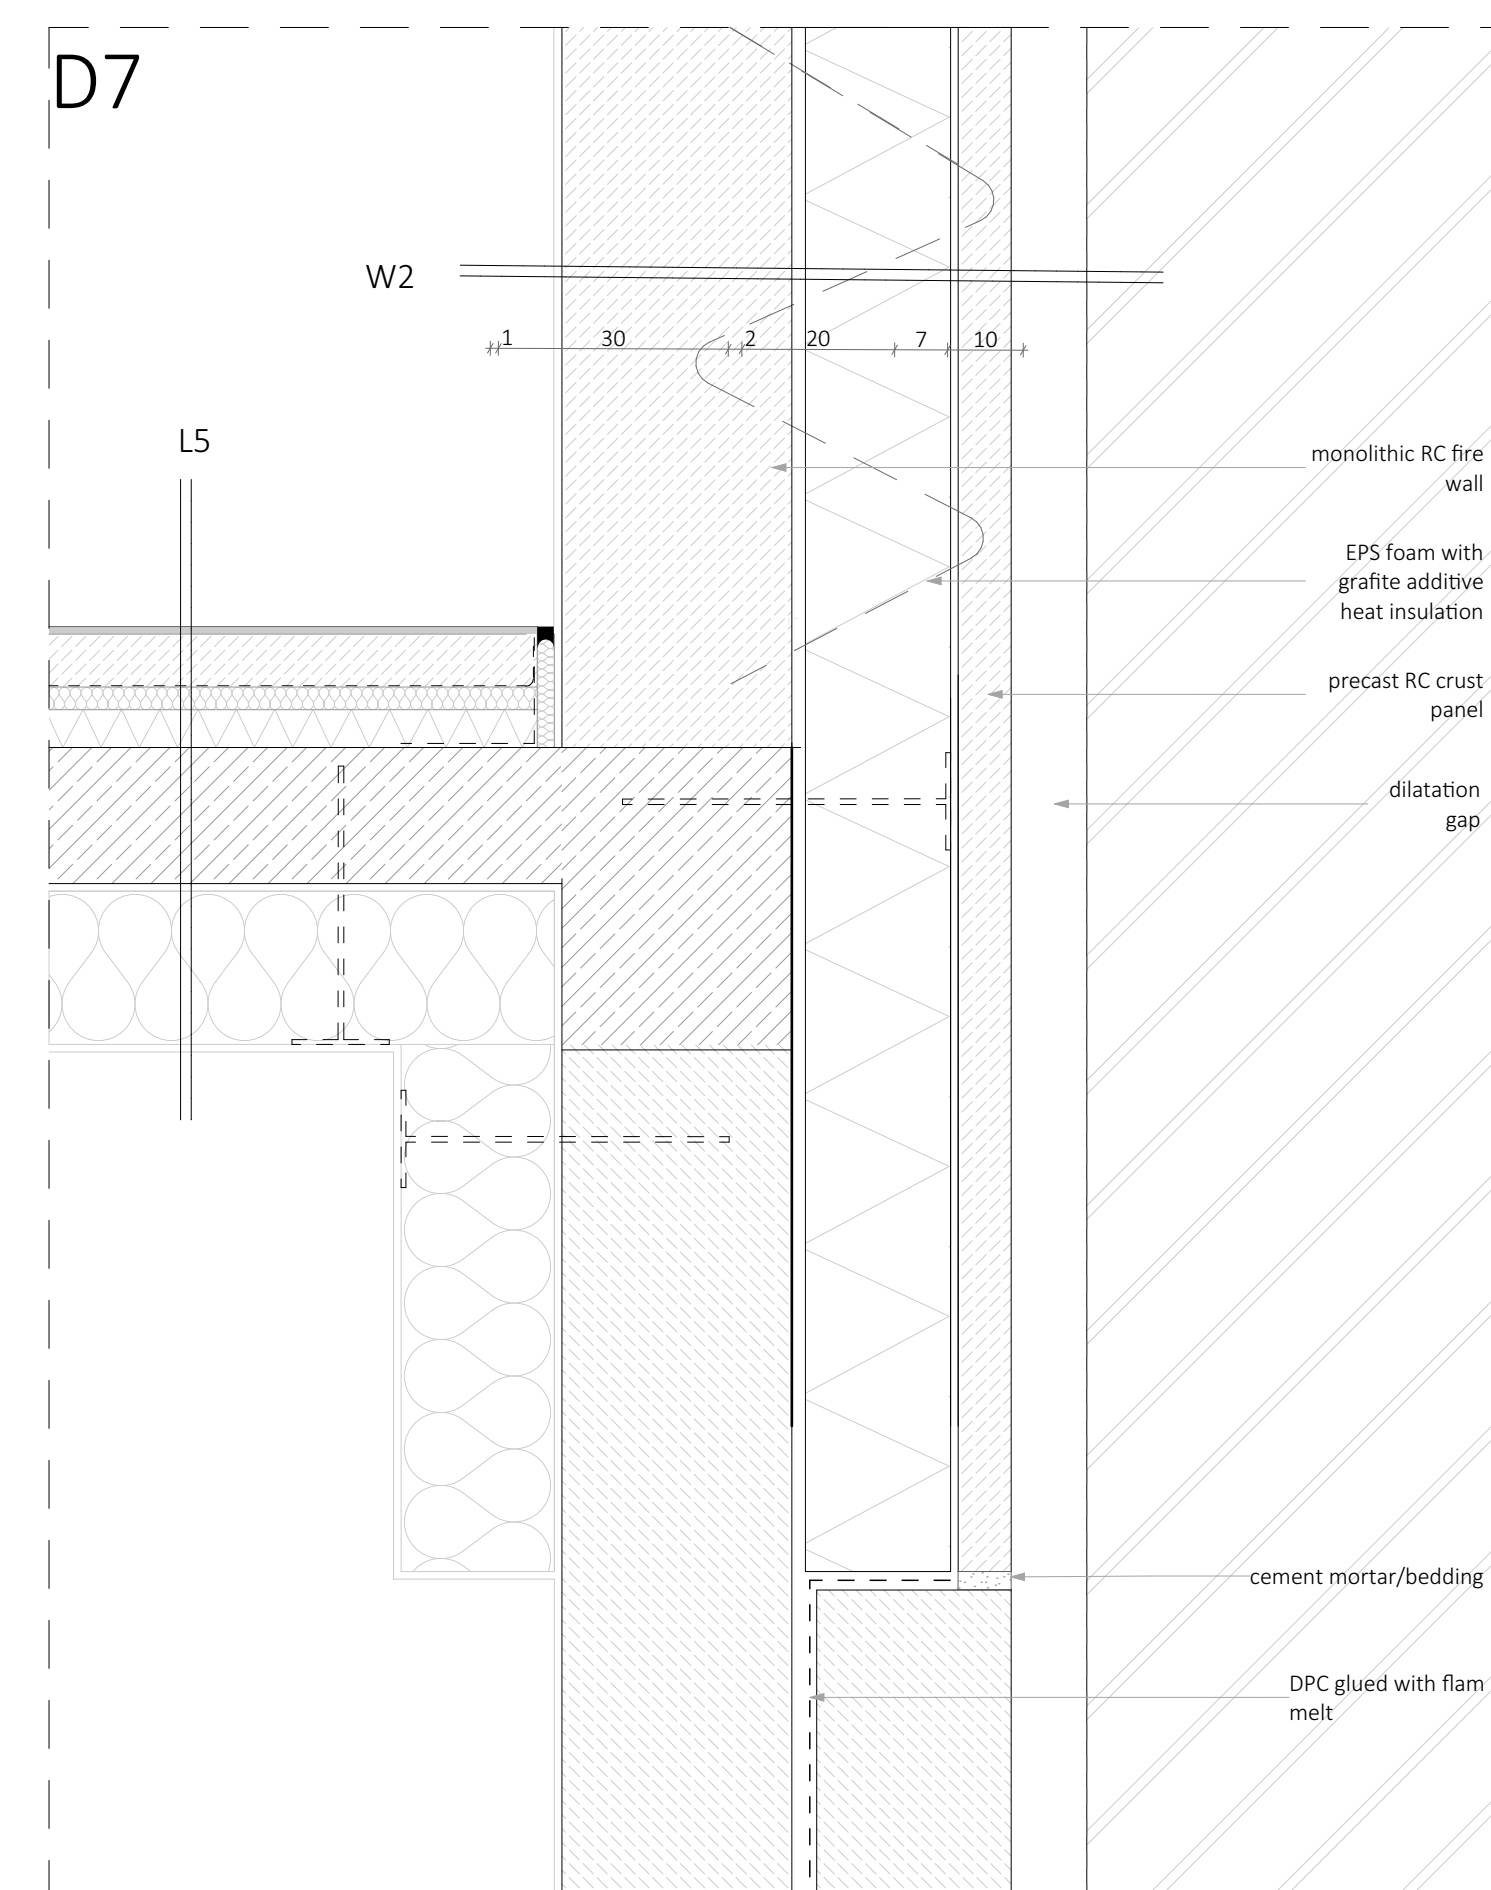 D7
W2
1 30 2 20 7 10
L5
monolithic RC fire
wall
EPS foam with
grafite additive
heat insulation
precast RC crust
panel
dilatation
gap
cement mortar/bedding
DPC glued with flam
melt